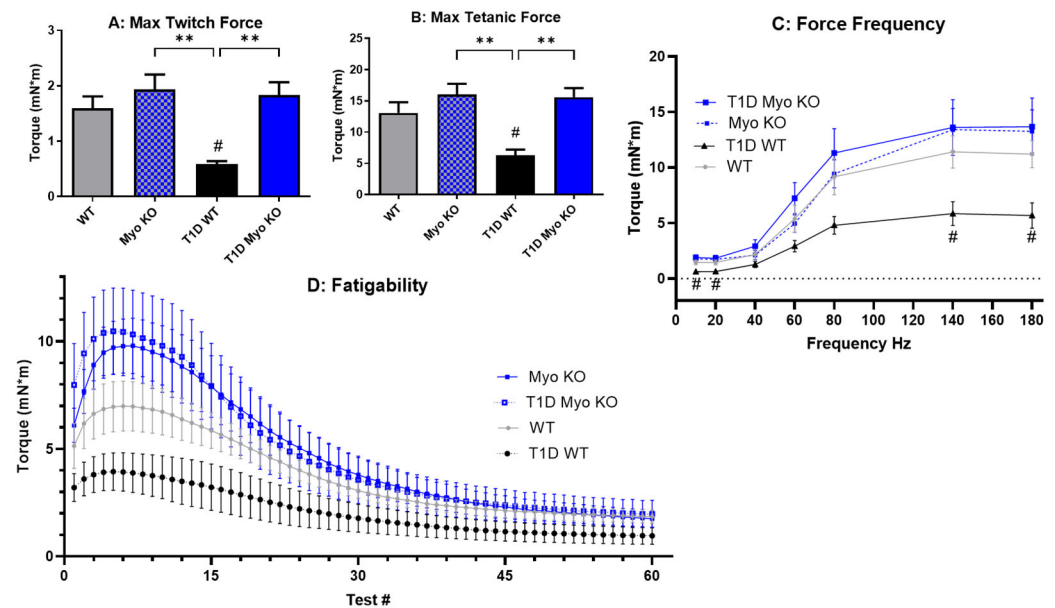 A: Max Twitch Force
Torque (mN*m)
3
2
1
0
** **
#
WT
Myo KO
T1D WT
T1D Myo KO
B: Max Tetanic Force
Torque (mN*m)
25
20
15
10
5
0
** **
#
WT
Myo KO
T1D WT
T1D Myo KO
C: Force Frequency
Torque (mN*m)
20
15
10
5
0
T1D Myo KO
Myo KO
T1D WT
WT
# # # #
0 20 40 60 80 100 120 140 160 180
Frequency Hz
D: Fatigability
Torque (mN*m)
10
5
0
Myo KO
T1D Myo KO
WT
T1D WT
0 15 30 45 60
Test #